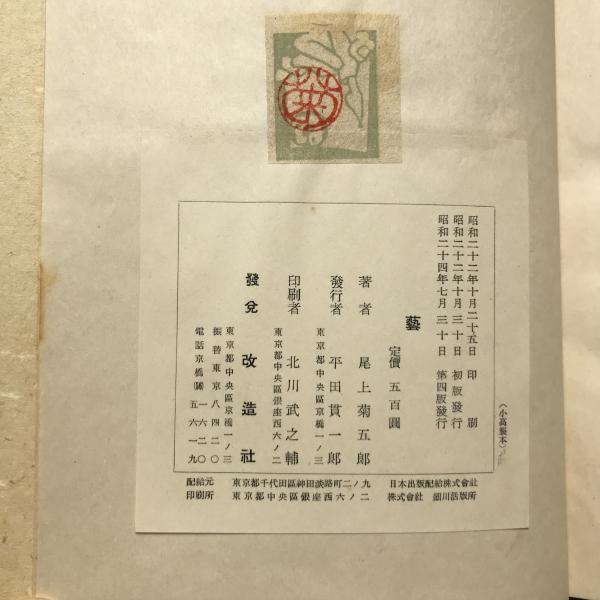 菊
昭和二十二年十月二十五日 印刷
昭和二十二年十月三十日 初版發行
昭和二十四年七月三十日 第四版發行
(小高製本)
藝
定價 五百圓
著者 尾上菊五郎
發行者 平田貫一郎
東京都中央區京橋一ノ三
印刷者 北川武之輔
東京都中央區銀座西六ノ二
發兌 改造社
東京都中央區京橋一ノ三
振替東京八四二〇
電話京橋(56) 一六二〇
五六一九
配給元 東京都千代田區神田淡路町二ノ九 日本出版配給株式會社
印刷所 東京都中央區銀座西六ノ二 株式會社 細川活版所